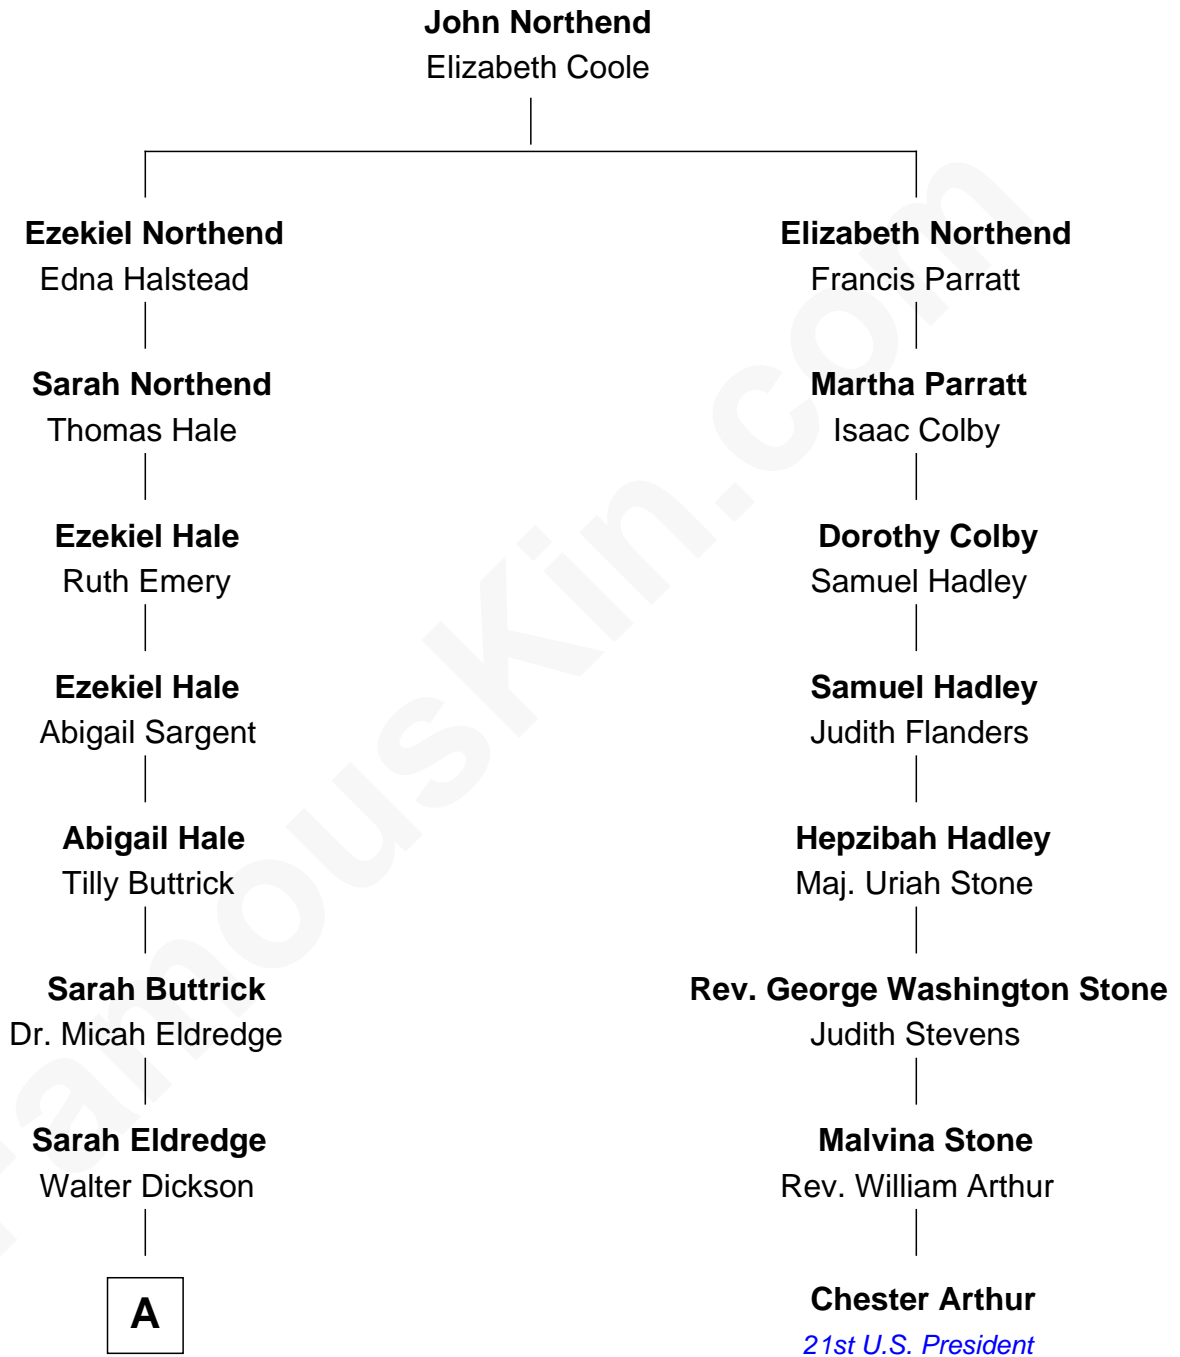 John Northend
Elizabeth Coole
Ezekiel Northend
Edna Halstead
Elizabeth Northend
Francis Parratt
Sarah Northend
Thomas Hale
Martha Parratt
Isaac Colby
Ezekiel Hale
Ruth Emery
Dorothy Colby
Samuel Hadley
Ezekiel Hale
Abigail Sargent
Samuel Hadley
Judith Flanders
Abigail Hale
Tilly Buttrick
Hepzibah Hadley
Maj. Uriah Stone
Sarah Buttrick
Dr. Micah Eldredge
Rev. George Washington Stone
Judith Stevens
Sarah Eldredge
Walter Dickson
Malvina Stone
Rev. William Arthur
A
Chester Arthur
21st U.S. President
FamousKin.com